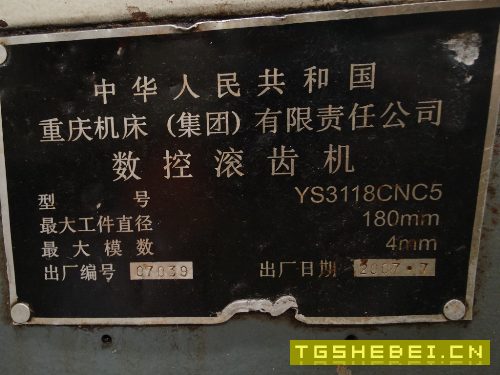 中华人民共和国
重庆机床(集团)有限责任公司
数控滚齿机
型号 YS3118CNC5
最大工件直径 180mm
最大模数 4mm
出厂编号 07039 出厂日期 2007·7
TGSHEBEI.CN